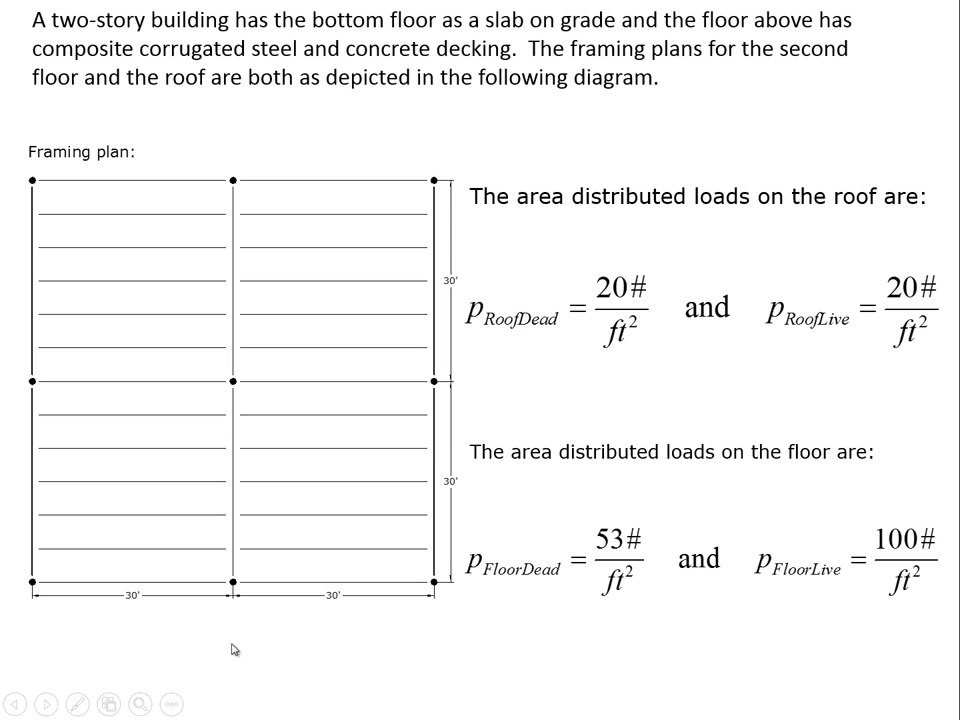 A two-story building has the bottom floor as a slab on grade and the floor above has
composite corrugated steel and concrete decking. The framing plans for the second
floor and the roof are both as depicted in the following diagram.
Framing plan:
30'
30'
30'
30'
The area distributed loads on the roof are:
p_RoofDead = 20#/ft² and p_RoofLive = 20#/ft²
The area distributed loads on the floor are:
p_FloorDead = 53#/ft² and p_FloorLive = 100#/ft²